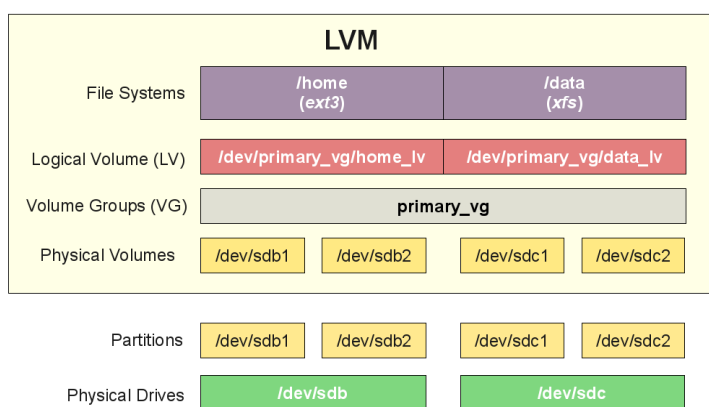 LVM
File Systems
/home
(ext3)
/data
(xfs)
Logical Volume (LV)
/dev/primary_vg/home_lv
/dev/primary_vg/data_lv
Volume Groups (VG)
primary_vg
Physical Volumes
/dev/sdb1
/dev/sdb2
/dev/sdc1
/dev/sdc2
Partitions
/dev/sdb1
/dev/sdb2
/dev/sdc1
/dev/sdc2
Physical Drives
/dev/sdb
/dev/sdc